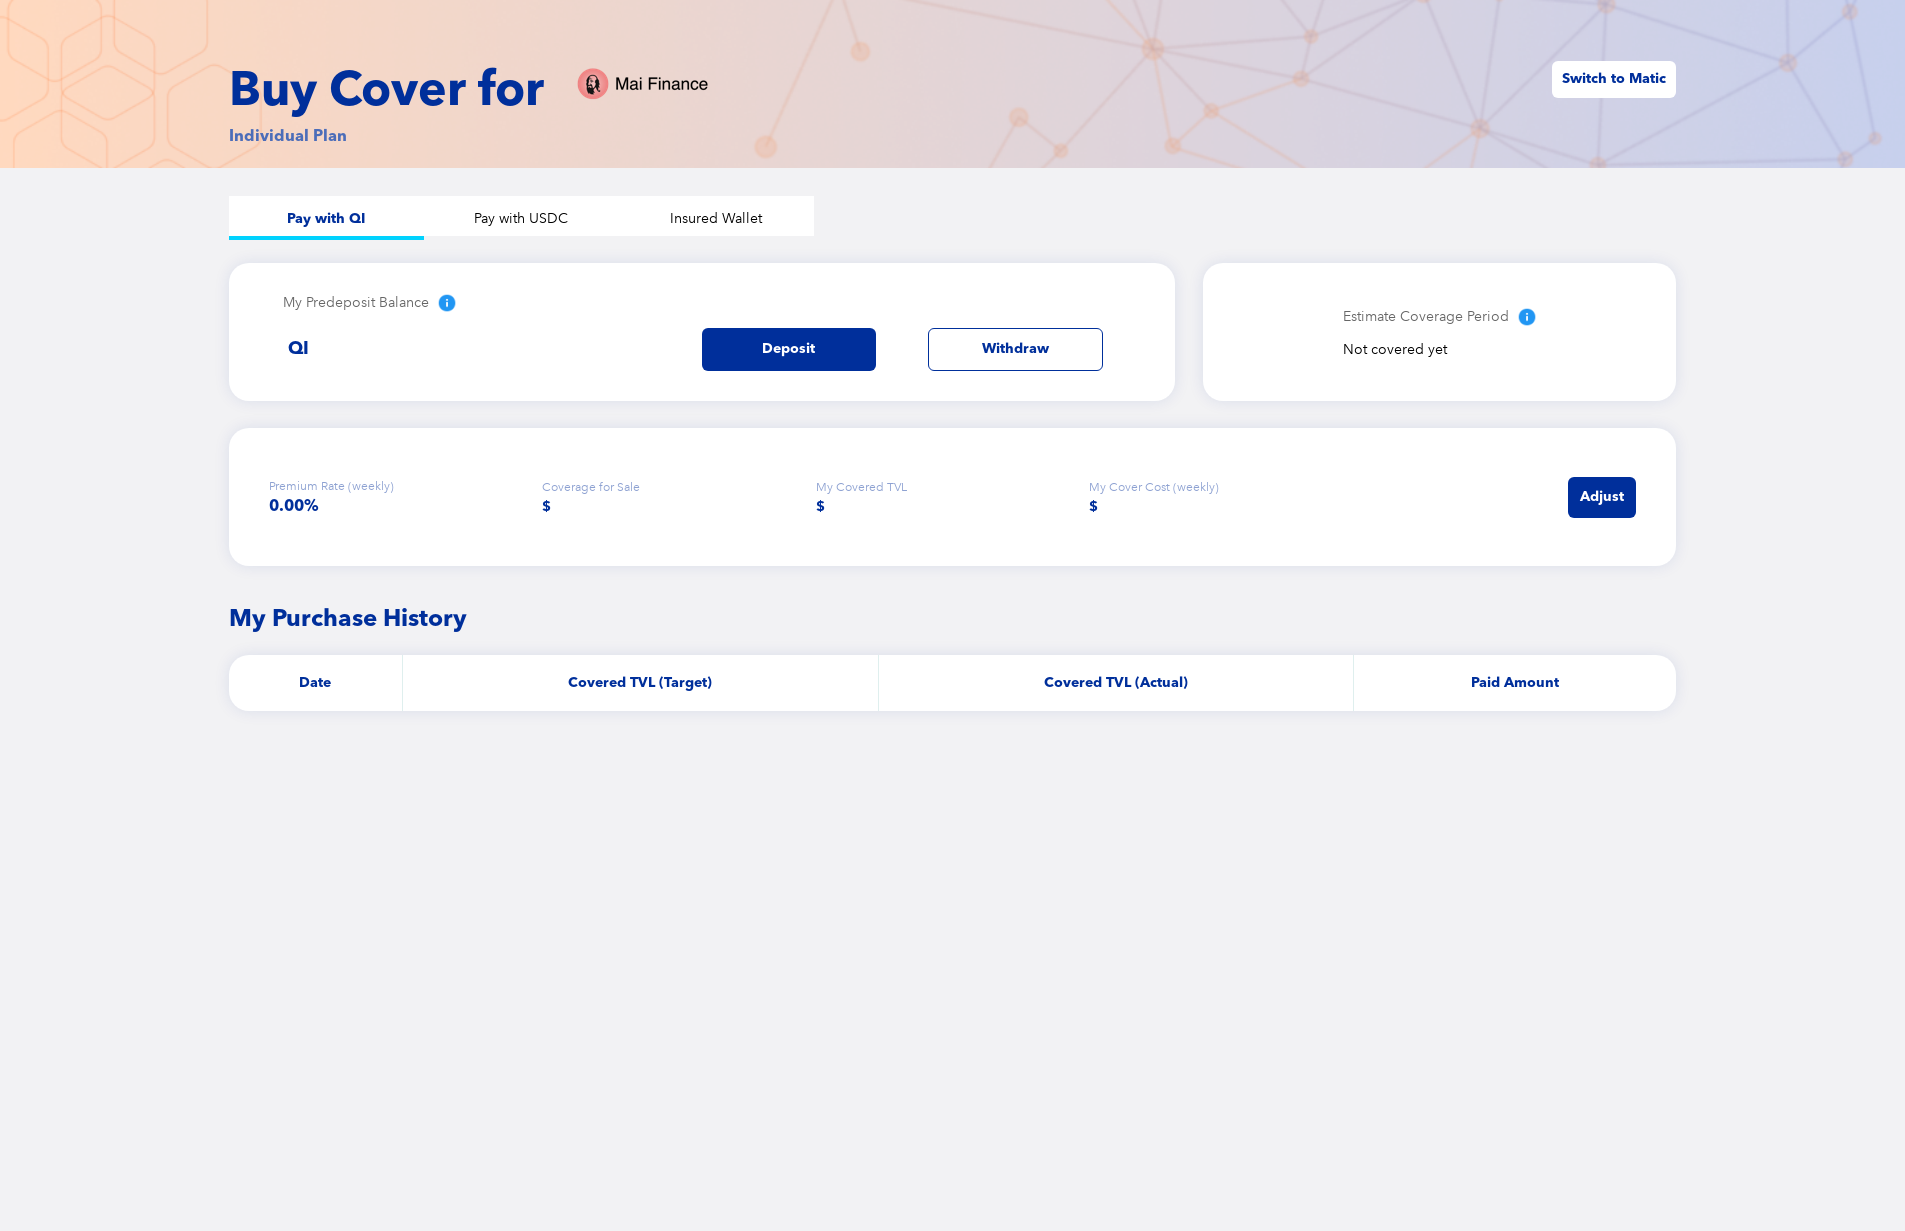 Buy Cover for
Mai Finance
Switch to Matic
Individual Plan
Pay with QI
Pay with USDC
Insured Wallet
My Predeposit Balance
QI
Deposit
Withdraw
Estimate Coverage Period
Not covered yet
Premium Rate (weekly)
0.00%
Coverage for Sale
$
My Covered TVL
$
My Cover Cost (weekly)
$
Adjust
My Purchase History
Date
Covered TVL (Target)
Covered TVL (Actual)
Paid Amount